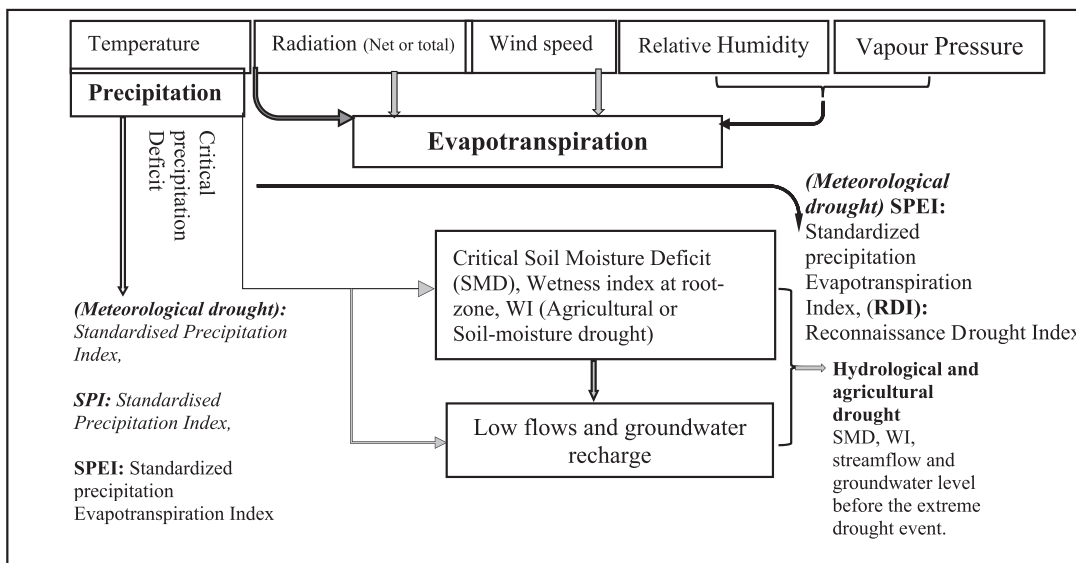 Temperature
Radiation (Net or total)
Wind speed
Relative Humidity
Vapour Pressure
Precipitation
Evapotranspiration
Critical
precipitation
Deficit
(Meteorological
drought) SPEI:
Standardized
precipitation
Evapotranspiration
Index, (RDI):
Reconnaissance Drought Index
Critical Soil Moisture Deficit
(SMD), Wetness index at root-
zone, WI (Agricultural or
Soil-moisture drought)
(Meteorological drought):
Standardised Precipitation
Index,
SPI: Standardised
Precipitation Index,
SPEI: Standardized
precipitation
Evapotranspiration Index
Low flows and groundwater
recharge
Hydrological and
agricultural
drought
SMD, WI,
streamflow and
groundwater level
before the extreme
drought event.